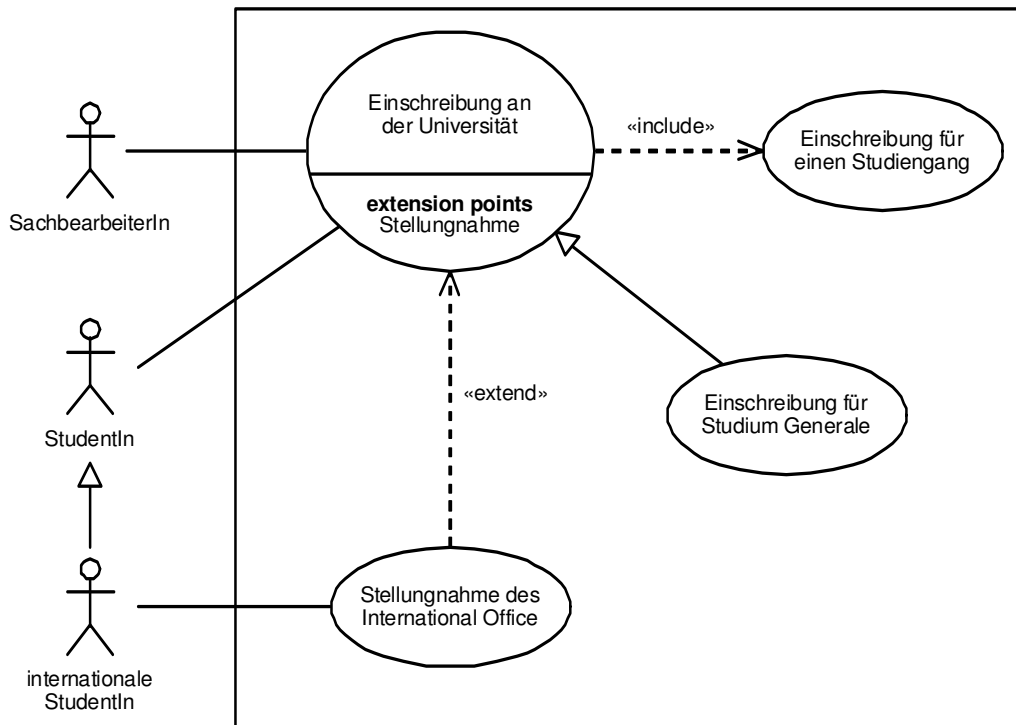 Einschreibung an
der Universität
«include»
Einschreibung für
einen Studiengang
extension points
Stellungnahme
SachbearbeiterIn
«extend»
Einschreibung für
Studium Generale
StudentIn
Stellungnahme des
International Office
internationale
StudentIn